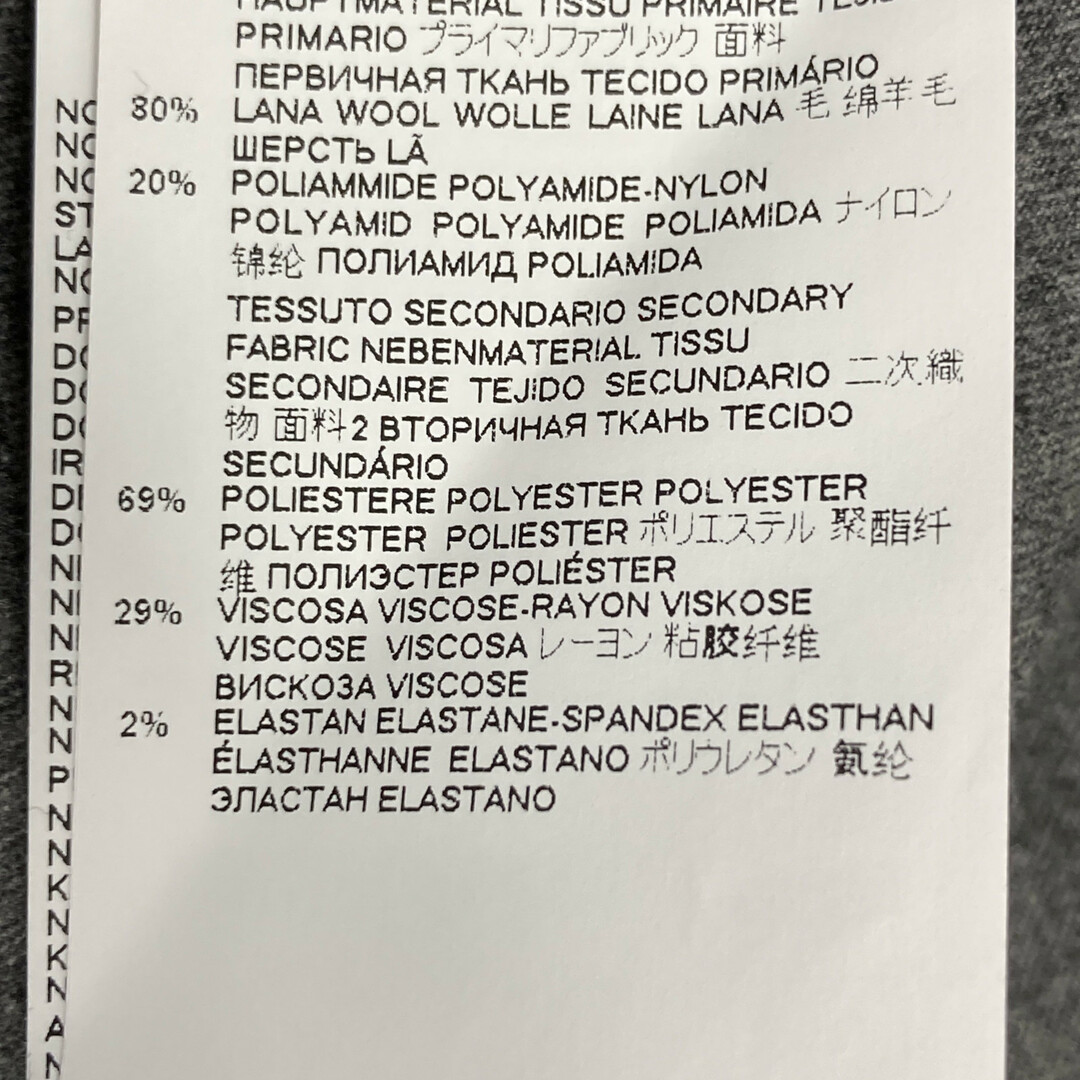 HAUPTMATERIAL TISSU PRIMAIRE
PRIMARIO プライマリファブリック 面料
ПЕРВИЧНАЯ ТКАНЬ TECIDO PRIMÁRIO
80% LANA WOOL WOLLE LAINE LANA 毛 绵羊毛
ШЕРСТЬ LÃ
20% POLIAMMIDE POLYAMIDE-NYLON
POLYAMID POLYAMIDE POLIAMIDA ナイロン
锦纶 ПОЛИАМИД POLIAMIDA
TESSUTO SECONDARIO SECONDARY
FABRIC NEBENMATERIAL TISSU
SECONDAIRE TEJIDO SECUNDARIO 二次織
物 面料2 ВТОРИЧНАЯ ТКАНЬ TECIDO
SECUNDÁRIO
69% POLIESTERE POLYESTER POLYESTER
POLYESTER POLIESTER ポリエステル 聚酯纤
维 ПОЛИЭСТЕР POLIÉSTER
29% VISCOSA VISCOSE-RAYON VISKOSE
VISCOSE VISCOSA レーヨン 粘胶纤维
ВИСКОЗА VISCOSE
2% ELASTAN ELASTANE-SPANDEX ELASTHAN
ÉLASTHANNE ELASTANO ポリウレタン 氨纶
ЭЛАСТАН ELASTANO